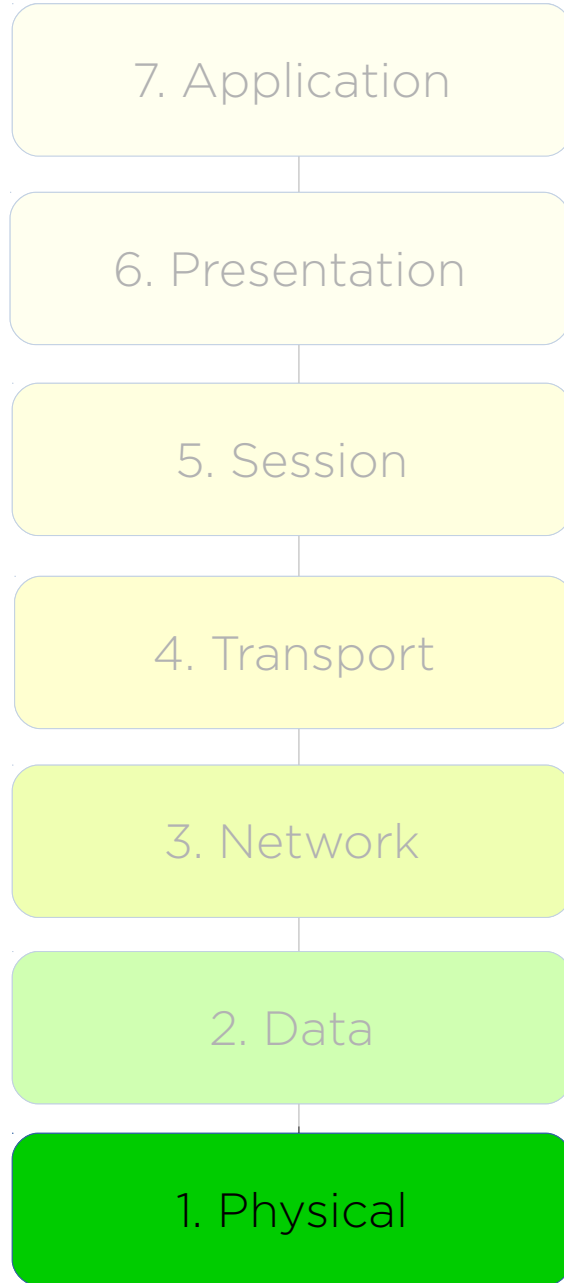 7. Application
6. Presentation
5. Session
4. Transport
3. Network
2. Data
1. Physical